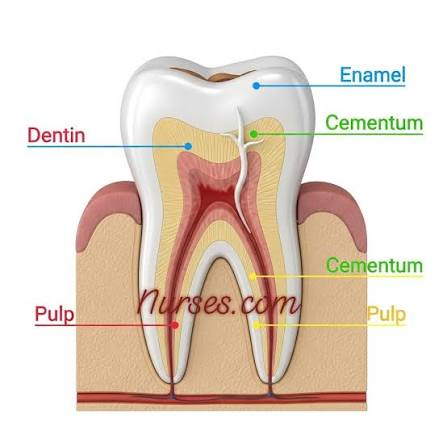 Enamel
Cementum
Dentin
Cementum
Nurses.com
Pulp
Pulp